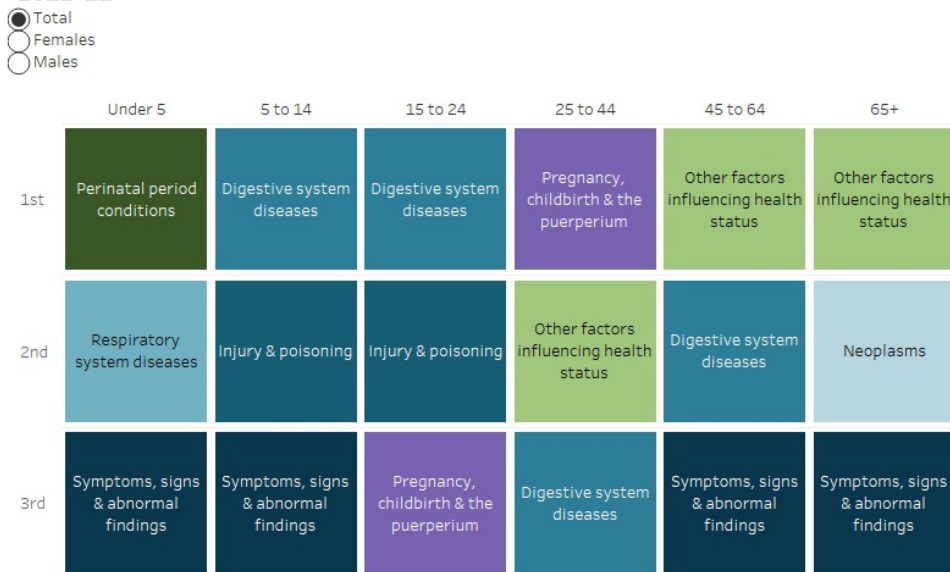 Total
Females
Males
Under 5
5 to 14
15 to 24
25 to 44
45 to 64
65+
1st
Perinatal period
conditions
Digestive system
diseases
Digestive system
diseases
Pregnancy,
childbirth & the
puerperium
Other factors
influencing health
status
Other factors
influencing health
status
2nd
Respiratory
system diseases
Injury & poisoning
Injury & poisoning
Other factors
influencing health
status
Digestive system
diseases
Neoplasms
3rd
Symptoms, signs
& abnormal
findings
Symptoms, signs
& abnormal
findings
Pregnancy,
childbirth & the
puerperium
Digestive system
diseases
Symptoms, signs
& abnormal
findings
Symptoms, signs
& abnormal
findings